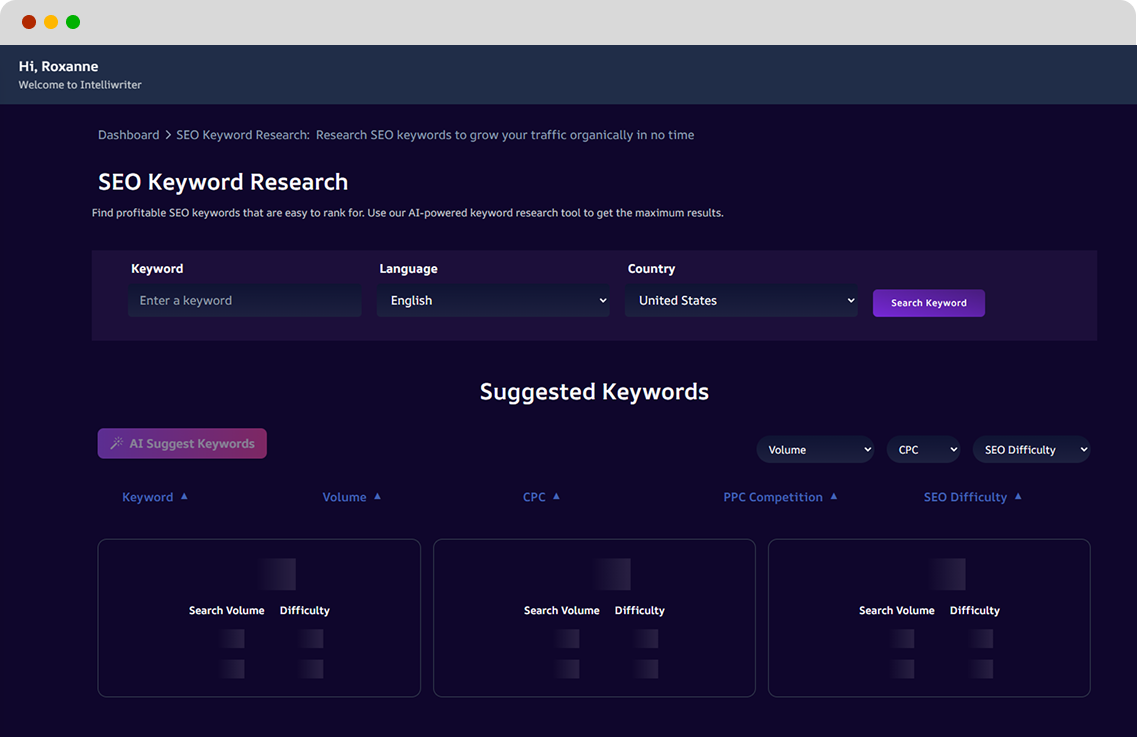 Hi, Roxanne
Welcome to Intelliwriter
Dashboard > SEO Keyword Research: Research SEO keywords to grow your traffic organically in no time
SEO Keyword Research
Find profitable SEO keywords that are easy to rank for. Use our AI-powered keyword research tool to get the maximum results.
Keyword Language Country
Enter a keyword English United States Search Keyword
Suggested Keywords
AI Suggest Keywords Volume CPC SEO Difficulty
Keyword ▲ Volume ▲ CPC ▲ PPC Competition ▲ SEO Difficulty ▲
Search Volume Difficulty Search Volume Difficulty Search Volume Difficulty